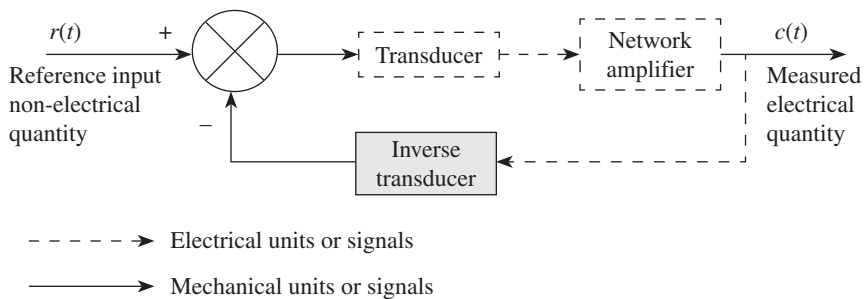 r(t)
+
Reference input
non-electrical
quantity
−
Transducer
Network
amplifier
c(t)
Measured
electrical
quantity
Inverse
transducer
Electrical units or signals
Mechanical units or signals